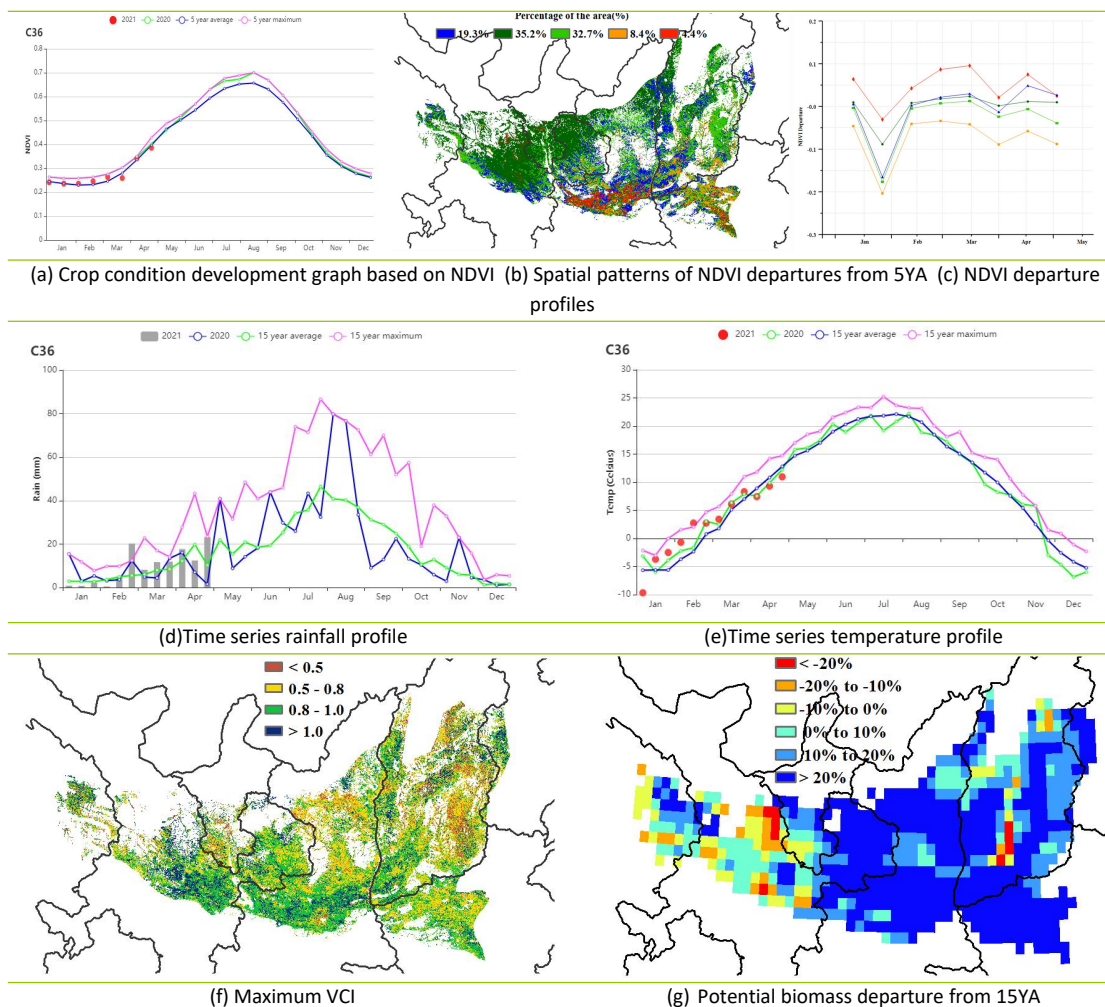 2021 2020 5 year average 5 year maximum
C36
NDVI
0.8
0.7
0.6
0.5
0.4
0.3
0.2
0.1
0
Jan Feb Mar Apr May Jun Jul Aug Sep Oct Nov Dec
Percentage of the area(%)
19.3% 35.2% 32.7% 8.4% 4.4%
NDVI Departure
0.2
0.1
-0.0
-0.1
-0.2
-0.3
Jan Feb Mar Apr May
(a) Crop condition development graph based on NDVI (b) Spatial patterns of NDVI departures from 5YA (c) NDVI departure
profiles
2021 2020 15 year average 15 year maximum
C36
Rain (mm)
100
80
60
40
20
0
Jan Feb Mar Apr May Jun Jul Aug Sep Oct Nov Dec
2021 2020 15 year average 15 year maximum
C36
Temp (Celsius)
30
25
20
15
10
5
0
-5
-10
Jan Feb Mar Apr May Jun Jul Aug Sep Oct Nov Dec
(d)Time series rainfall profile (e)Time series temperature profile
< 0.5
0.5 - 0.8
0.8 - 1.0
> 1.0
< -20%
-20% to -10%
-10% to 0%
0% to 10%
10% to 20%
> 20%
(f) Maximum VCI (g) Potential biomass departure from 15YA